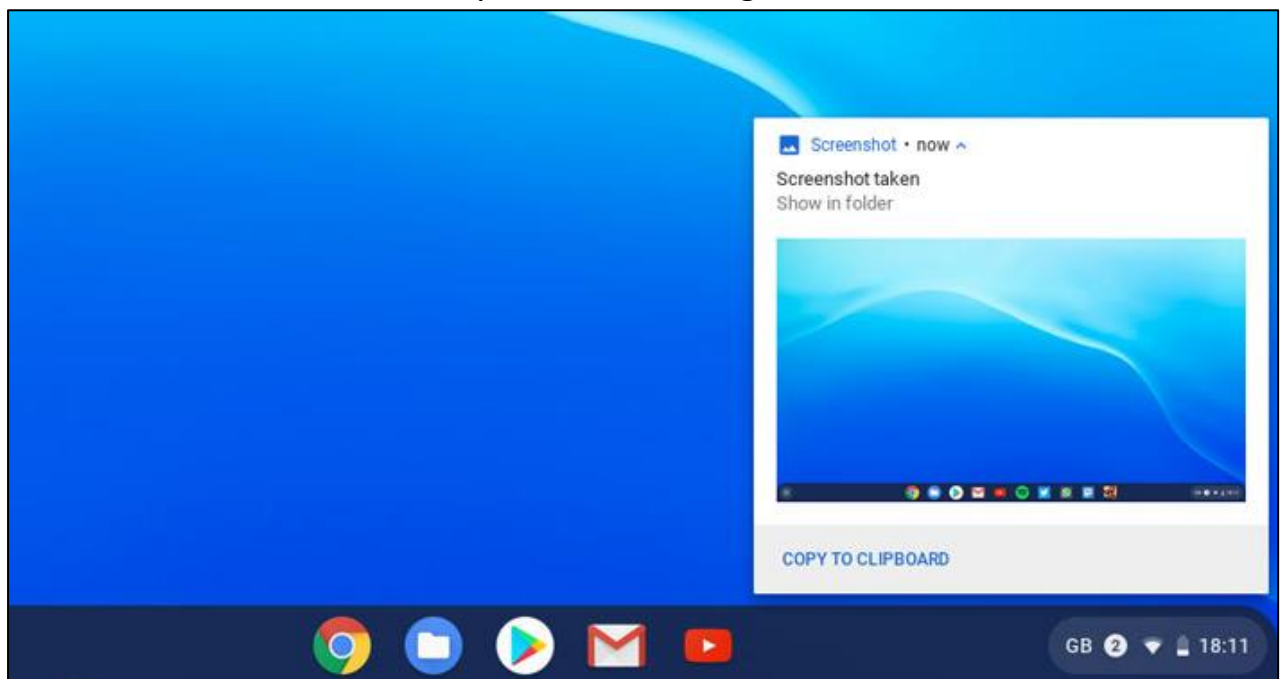 Screenshot • now
Screenshot taken
Show in folder
COPY TO CLIPBOARD
GB 2 18:11